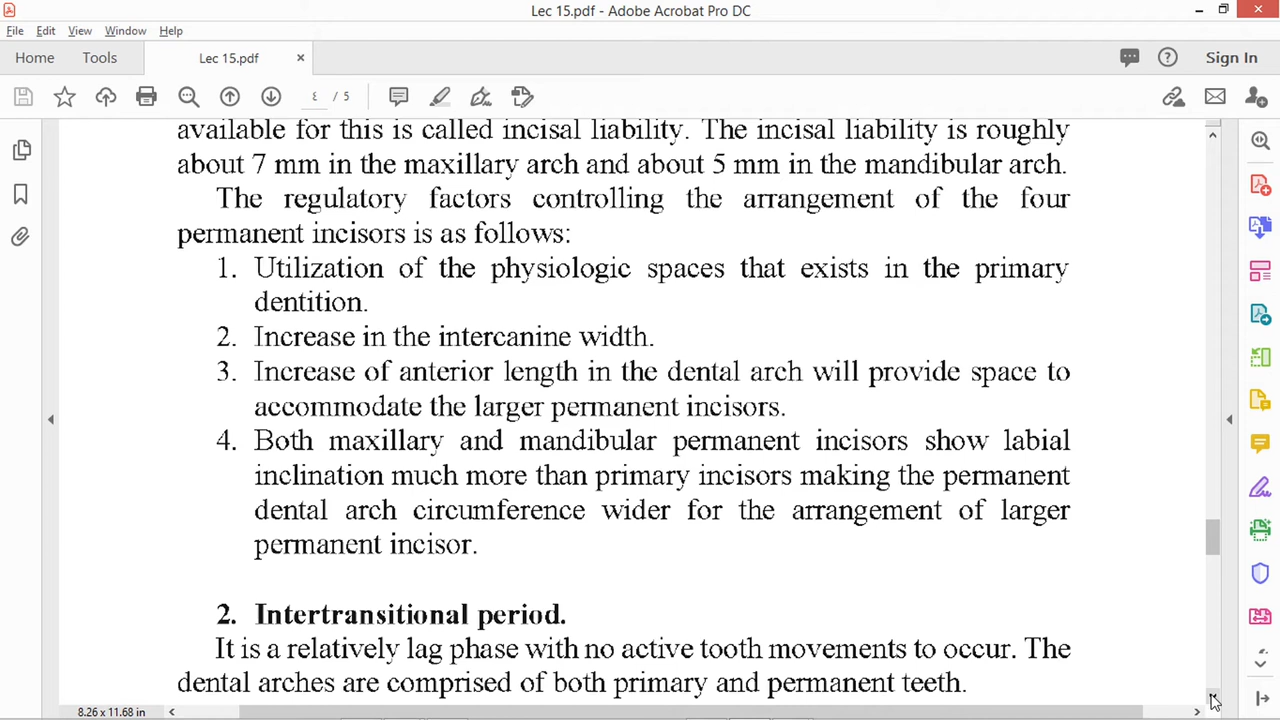 Lec 15.pdf - Adobe Acrobat Pro DC
File Edit View Window Help
Home Tools Lec 15.pdf × Sign In
٤ / 5
available for this is called incisal liability. The incisal liability is roughly
about 7 mm in the maxillary arch and about 5 mm in the mandibular arch.
The regulatory factors controlling the arrangement of the four
permanent incisors is as follows:
1. Utilization of the physiologic spaces that exists in the primary
dentition.
2. Increase in the intercanine width.
3. Increase of anterior length in the dental arch will provide space to
accommodate the larger permanent incisors.
4. Both maxillary and mandibular permanent incisors show labial
inclination much more than primary incisors making the permanent
dental arch circumference wider for the arrangement of larger
permanent incisor.
2. Intertransitional period.
It is a relatively lag phase with no active tooth movements to occur. The
dental arches are comprised of both primary and permanent teeth.
8.26 x 11.68 in